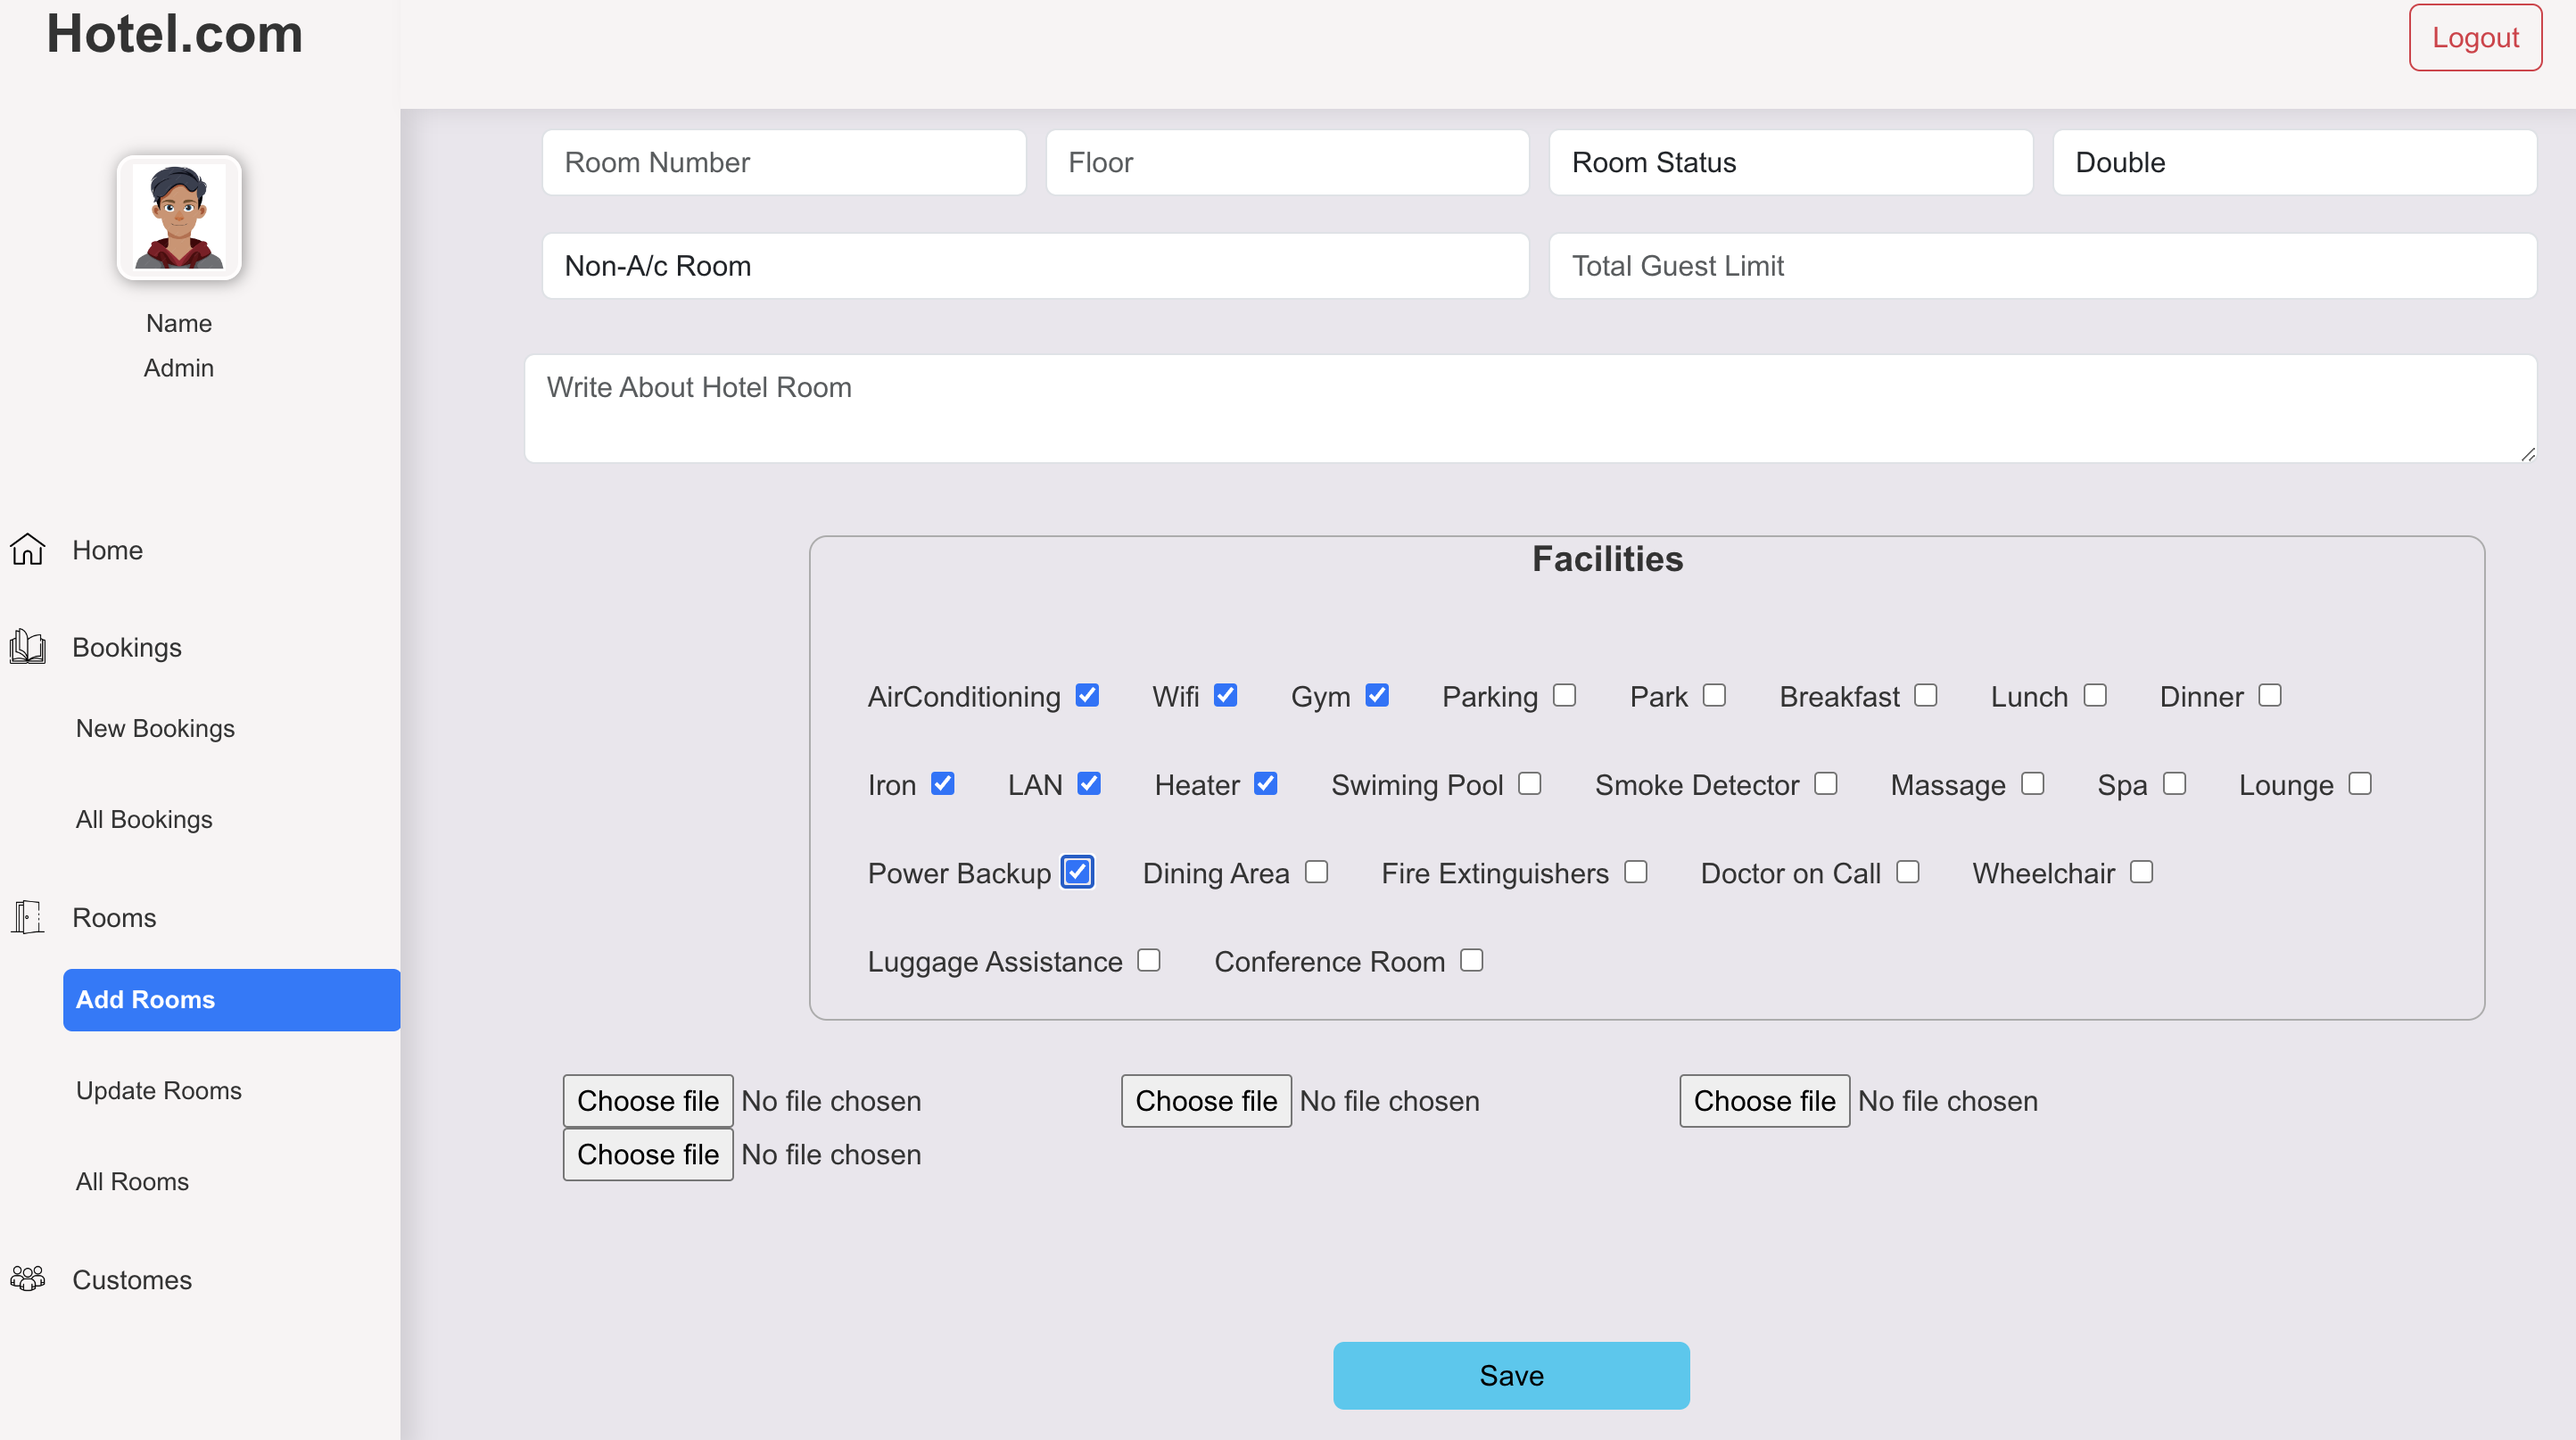 Hotel.com
Logout
Name
Admin
Home
Bookings
New Bookings
All Bookings
Rooms
Add Rooms
Update Rooms
All Rooms
Customes
Room Number Floor Room Status Double
Non-A/c Room Total Guest Limit
Write About Hotel Room
Facilities
AirConditioning Wifi Gym Parking Park Breakfast Lunch Dinner
Iron LAN Heater Swiming Pool Smoke Detector Massage Spa Lounge
Power Backup Dining Area Fire Extinguishers Doctor on Call Wheelchair
Luggage Assistance Conference Room
Choose file No file chosen Choose file No file chosen Choose file No file chosen
Choose file No file chosen
Save